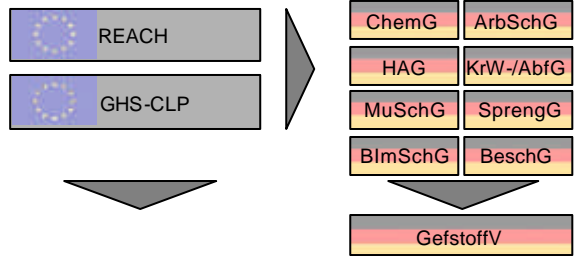 REACH
GHS-CLP
ChemG ArbSchG
HAG KrW-/AbfG
MuSchG SprengG
BImSchG BeschG
GefstoffV